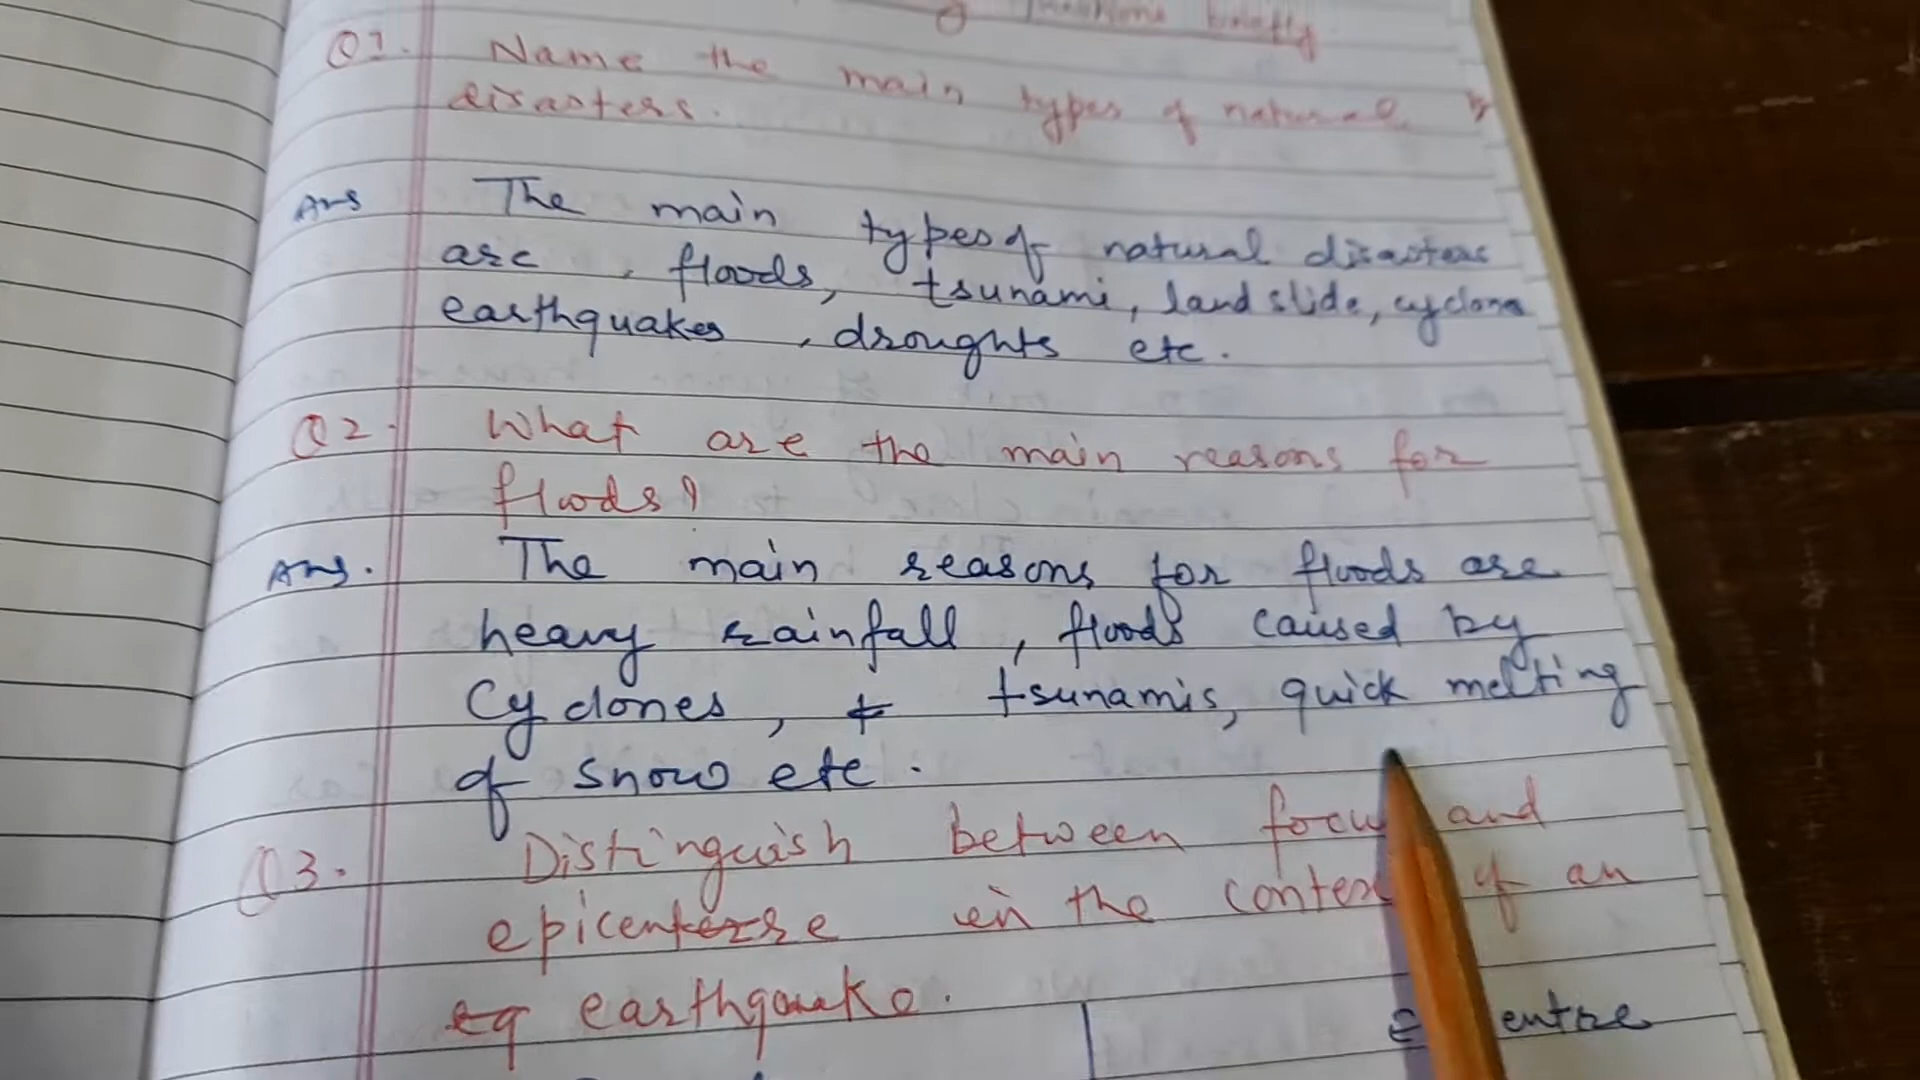 briefly
Q1. Name the main types of natural
disasters.
Ans The main types of natural disasters
are , floods, tsunami, land slide, cyclone
earthquakes , droughts etc.
Q2. What are the main reasons for
floods?
Ans. The main reasons for floods are
heavy rainfall , floods caused by
Cyclones, t tsunamis, quick melting
of snow etc.
Q3. Distinguish between focus and
epicenterre in the context of an
eq earthquake.
E entre